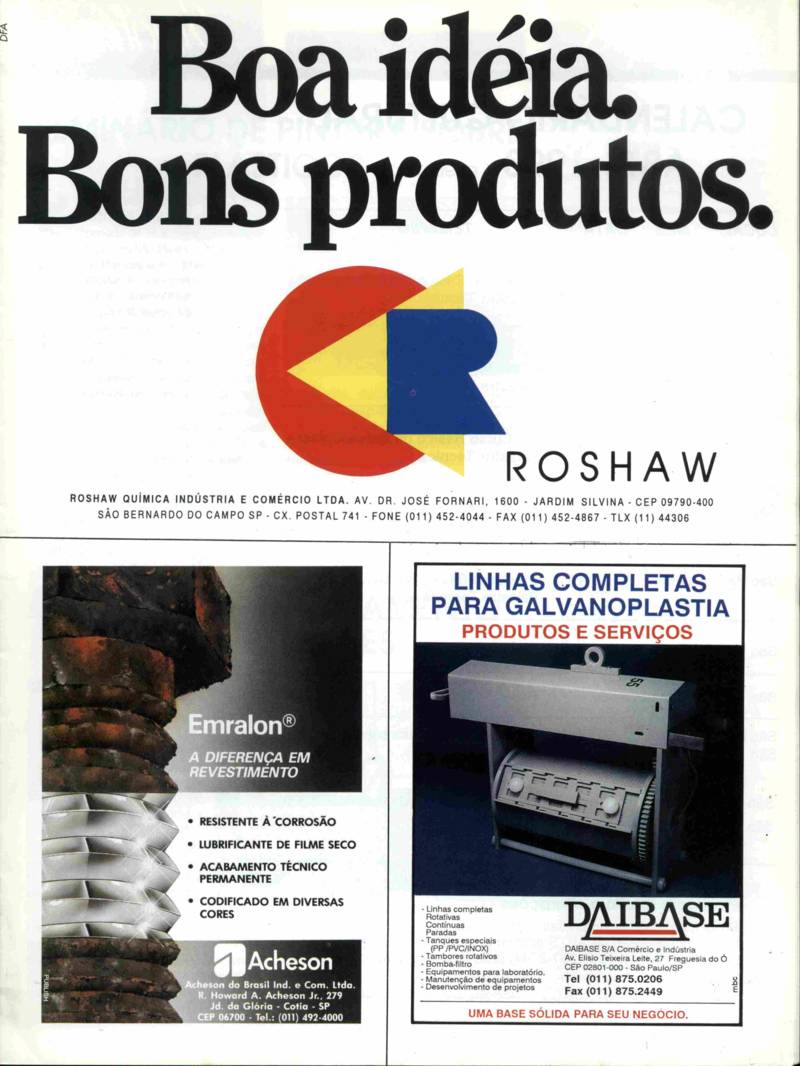 DFA
Boa idéia.
Bons produtos.
ROSHAW
ROSHAW QUÍMICA INDÚSTRIA E COMÉRCIO LTDA. AV. DR. JOSÉ FORNARI, 1600 - JARDIM SILVINA - CEP 09790-400
SÃO BERNARDO DO CAMPO SP - CX. POSTAL 741 - FONE (011) 452-4044 - FAX (011) 452-4867 - TLX (11) 44306
Emralon®
A DIFERENÇA EM
REVESTIMENTO
• RESISTENTE À CORROSÃO
• LUBRIFICANTE DE FILME SECO
• ACABAMENTO TÉCNICO
PERMANENTE
• CODIFICADO EM DIVERSAS
CORES
Acheson
Acheson do Brasil Ind. e Com. Ltda.
R. Howard A. Acheson Jr., 279
Jd. da Glória - Cotia - SP
CEP 06700 - Tel.: (011) 492-4000
PUBLISH
LINHAS COMPLETAS
PARA GALVANOPLASTIA
PRODUTOS E SERVIÇOS
55
- Linhas completas
Rotativas
Contínuas
Paradas
- Tanques especiais
(PP /PVC/INOX)
- Tambores rotativos
- Bomba-filtro
- Equipamentos para laboratório.
- Manutenção de equipamentos
- Desenvolvimento de projetos
DAIBASE
DAIBASE S/A Comércio e Indústria
Av. Elisio Teixeira Leite, 27 Freguesia do Ó
CEP 02801-000 - São Paulo/SP
Tel (011) 875.0206
Fax (011) 875.2449
mbc
UMA BASE SÓLIDA PARA SEU NEGÓCIO.